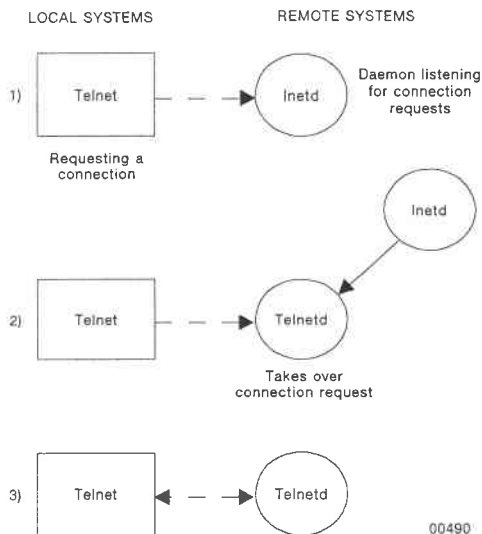 LOCAL SYSTEMS
REMOTE SYSTEMS
1)
Telnet
Inetd
Daemon listening
for connection
requests
Requesting a
connection
Inetd
2)
Telnet
Telnetd
Takes over
connection request
3)
Telnet
Telnetd
00490